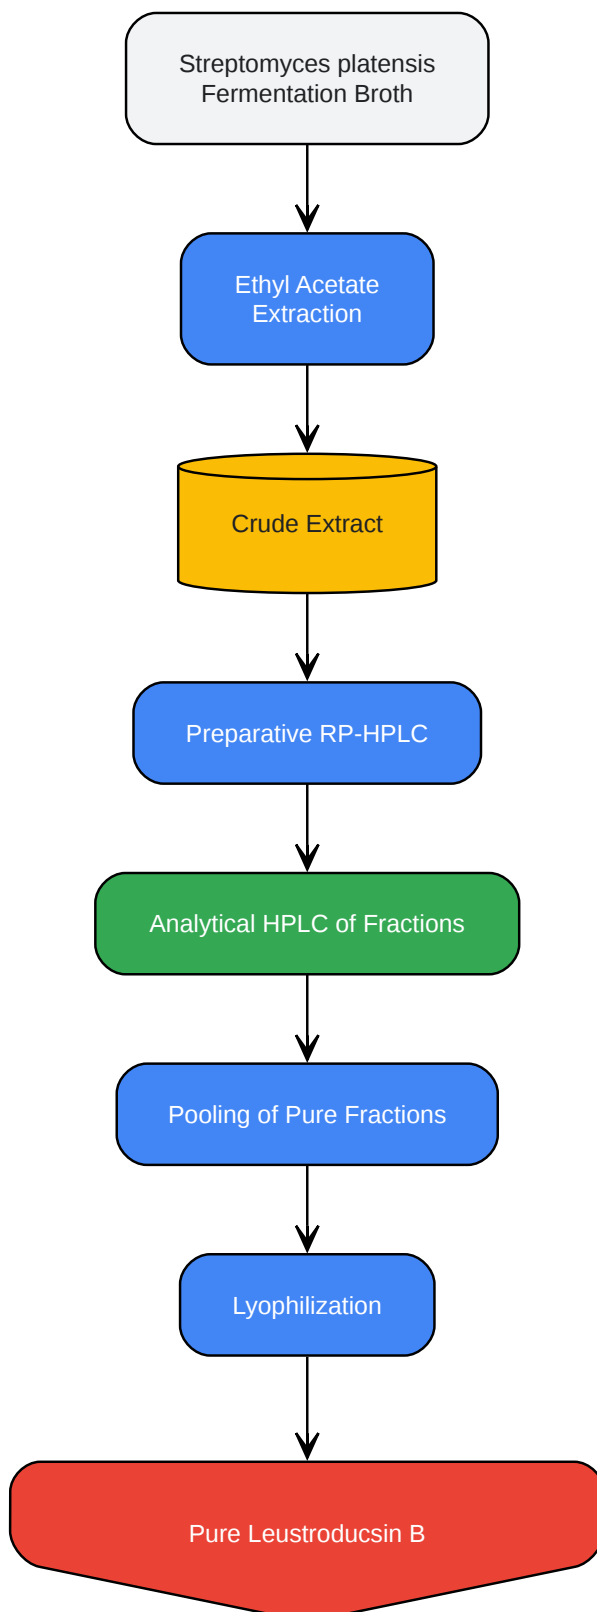 Streptomyces platensis
Fermentation Broth
Ethyl Acetate
Extraction
Crude Extract
Preparative RP-HPLC
Analytical HPLC of Fractions
Pooling of Pure Fractions
Lyophilization
Pure Leustroducsin B